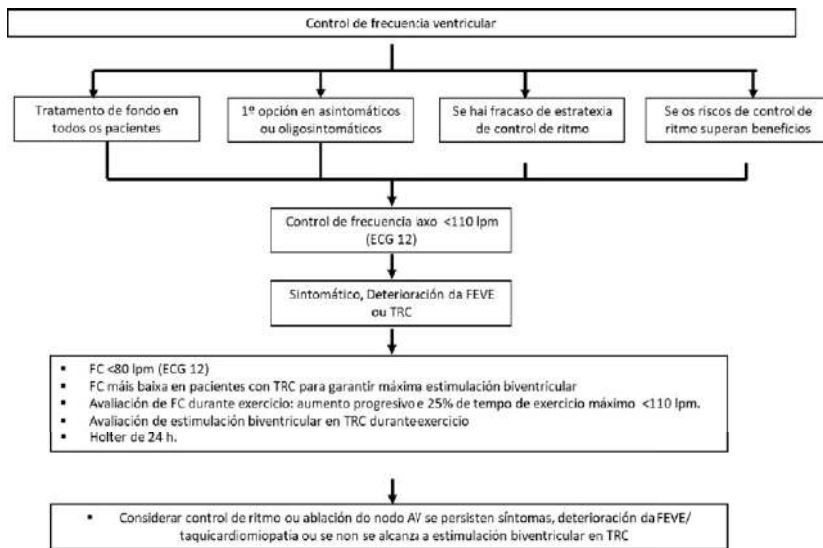 Control de frecuencia ventricular
Tratamento de fondo en
todos os pacientes
1º opción en asintomáticos
ou oligosintomáticos
Se hai fracaso de estratexia
de control de ritmo
Se os riscos de control de
ritmo superan beneficios
Control de frecuencia laxo <110 lpm
(ECG 12)
Sintomático, Deterioración da FEVE
ou TRC
▪ FC <80 lpm (ECG 12)
▪ FC máis baixa en pacientes con TRC para garantir máxima estimulación biventricular
▪ Avaliación de FC durante exercicio: aumento progresivo e 25% de tempo de exercicio máximo <110 lpm.
▪ Avaliación de estimulación biventricular en TRC durante exercicio
▪ Holter de 24 h.
▪ Considerar control de ritmo ou ablación do nodo AV se persisten síntomas, deterioración da FEVE/
taquicardiomiopatia ou se non se alcanza a estimulación biventricular en TRC